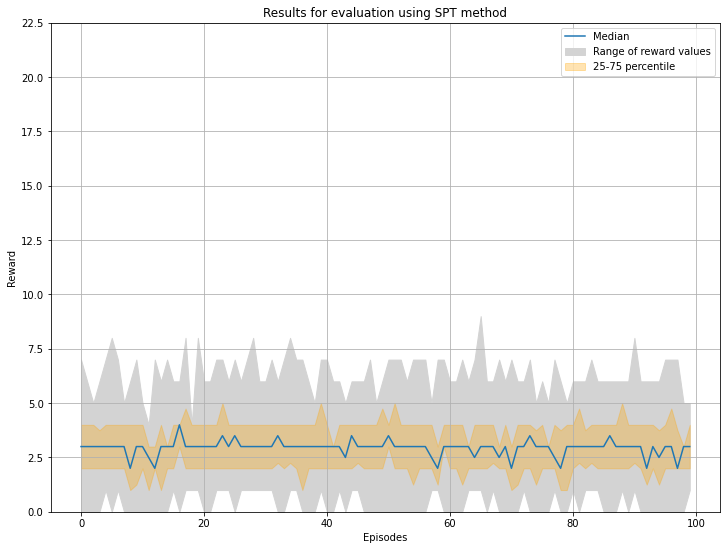 Results for evaluation using SPT method
Median
Range of reward values
25-75 percentile
22.5
20.0
17.5
15.0
12.5
10.0
7.5
5.0
2.5
0.0
Reward
0
20
40
60
80
100
Episodes